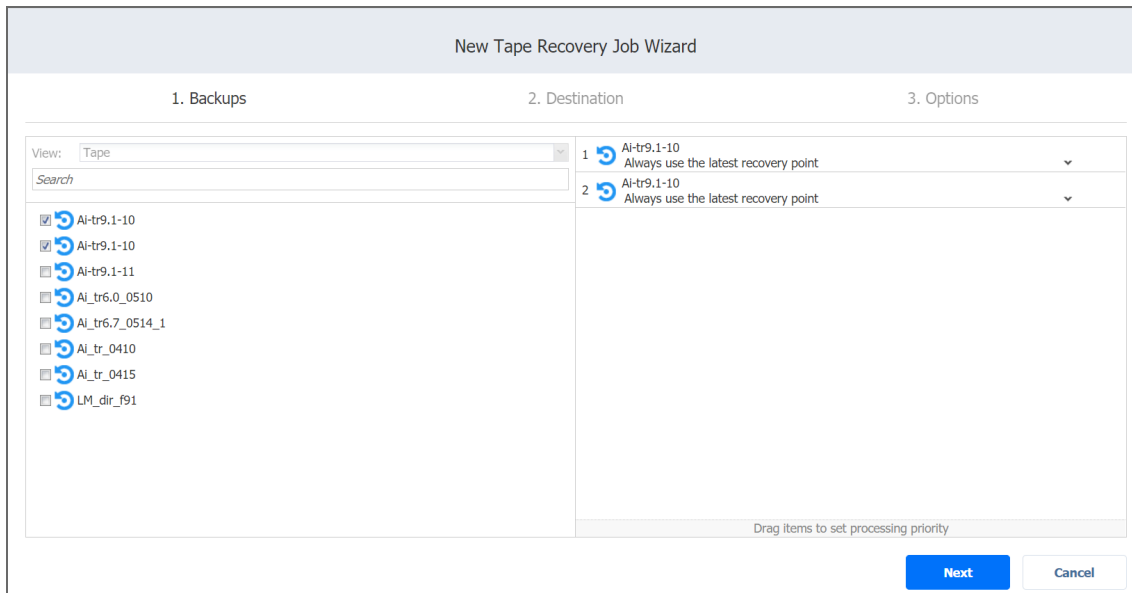 New Tape Recovery Job Wizard
1. Backups
2. Destination
3. Options
View:
Tape
Search
Ai-tr9.1-10
Ai-tr9.1-10
Ai-tr9.1-11
Ai_tr6.0_0510
Ai_tr6.7_0514_1
Ai_tr_0410
Ai_tr_0415
LM_dir_f91
1
Ai-tr9.1-10
Always use the latest recovery point
2
Ai-tr9.1-10
Always use the latest recovery point
Drag items to set processing priority
Next
Cancel